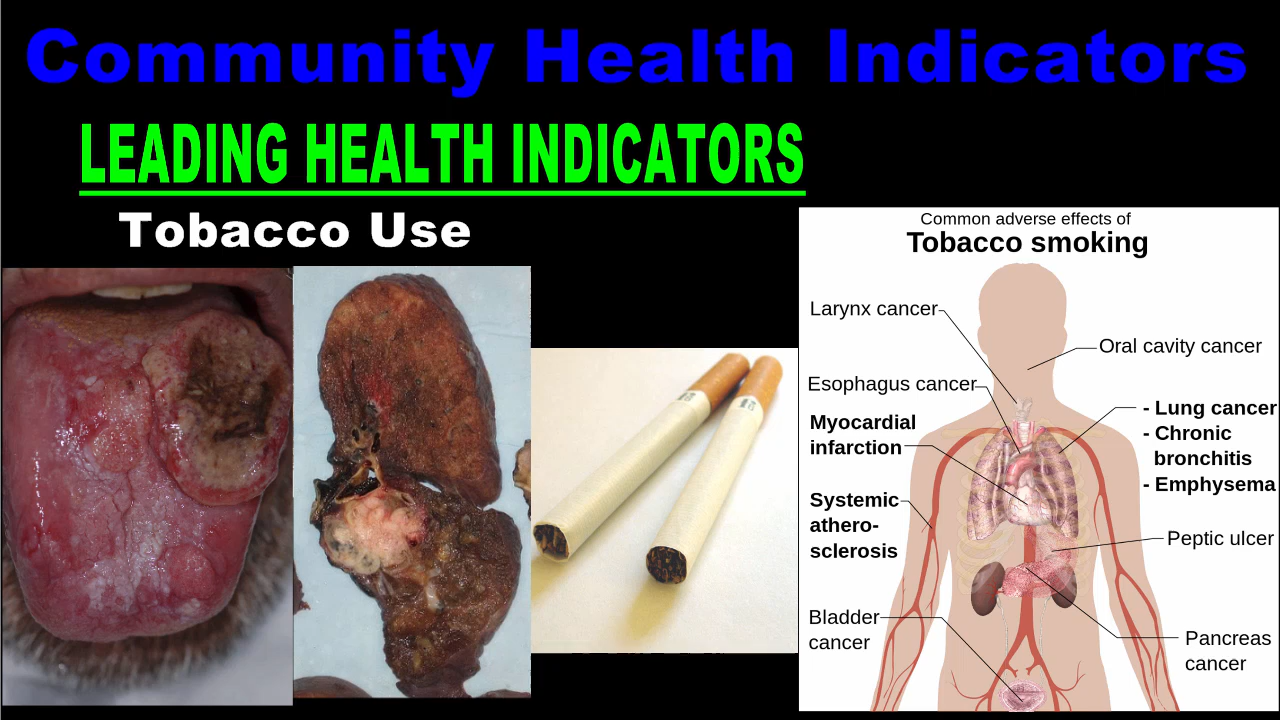 Community Health Indicators
LEADING HEALTH INDICATORS
Tobacco Use
Common adverse effects of
Tobacco smoking
Larynx cancer
Oral cavity cancer
Esophagus cancer
Myocardial
infarction
- Lung cancer
- Chronic
bronchitis
- Emphysema
Systemic
athero-
sclerosis
Peptic ulcer
Bladder
cancer
Pancreas
cancer